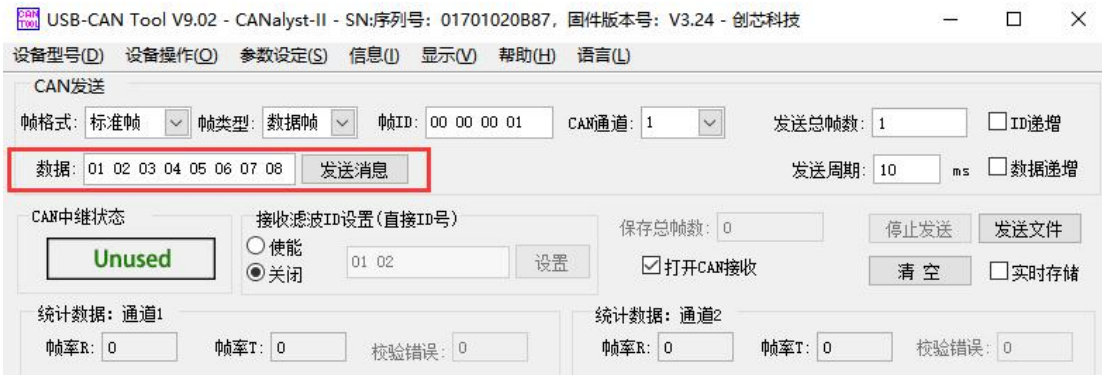 CAN TOOL USB-CAN Tool V9.02 - CANalyst-II - SN:序列号: 01701020B87, 固件版本号: V3.24 - 创芯科技
设备型号(D) 设备操作(O) 参数设定(S) 信息(I) 显示(V) 帮助(H) 语言(L)
CAN发送
帧格式: 标准帧 帧类型: 数据帧 帧ID: 00 00 00 01 CAN通道: 1 发送总帧数: 1 ID递增
数据: 01 02 03 04 05 06 07 08 发送消息 发送周期: 10 ms 数据递增
CAN中继状态 接收滤波ID设置(直接ID号) 保存总帧数: 0 停止发送 发送文件
Unused 使能 01 02 设置 打开CAN接收 清 空 实时存储
关闭
统计数据: 通道1 统计数据: 通道2
帧率R: 0 帧率T: 0 校验错误: 0 帧率R: 0 帧率T: 0 校验错误: 0